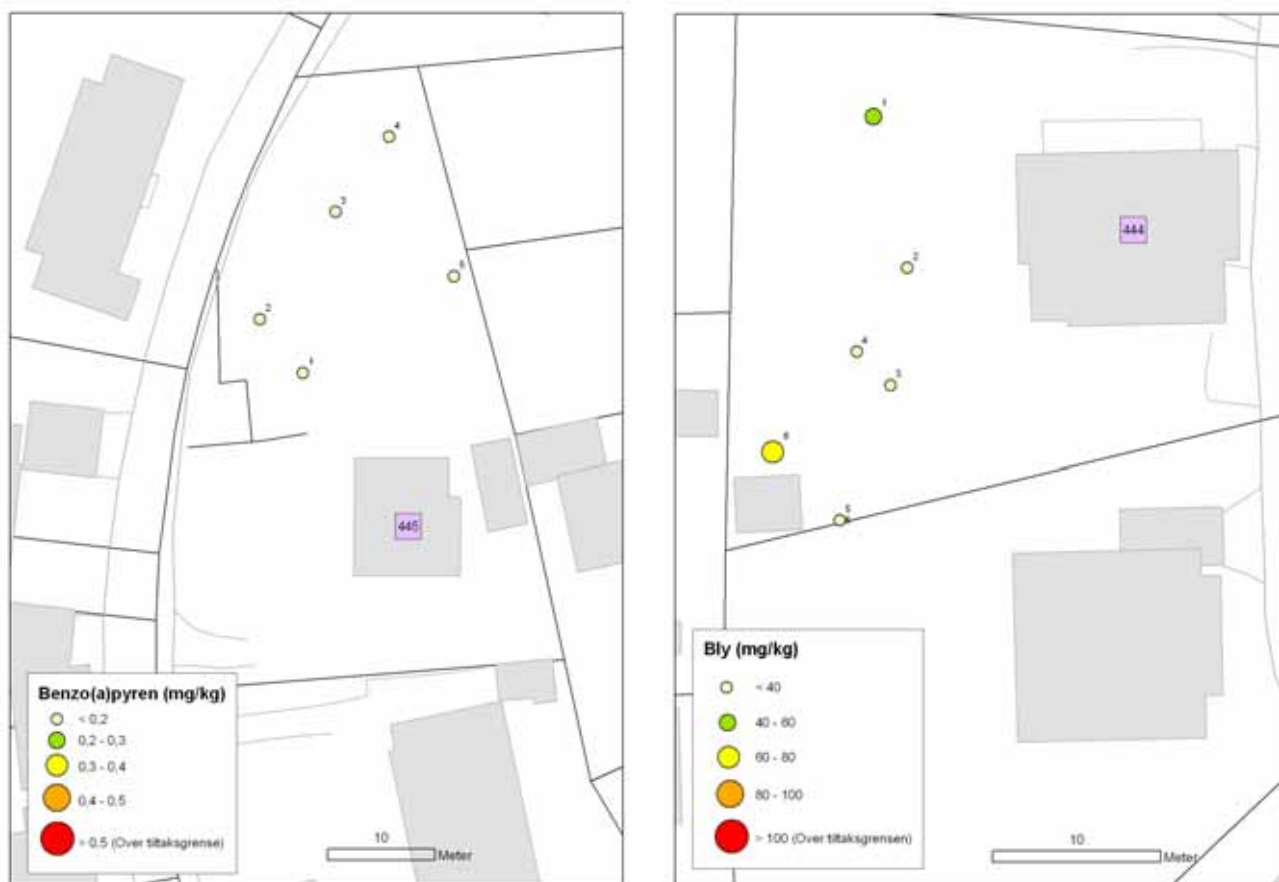 4
3
5
2
1
445
Benzo(a)pyren (mg/kg)
< 0,2
0,2 - 0,3
0,3 - 0,4
0,4 - 0,5
> 0.5 (Over tiltaksgrense)
10
Meter
1
444
2
4
3
6
5
Bly (mg/kg)
< 40
40 - 60
60 - 80
80 - 100
> 100 (Over tiltaksgrensen)
10
Meter